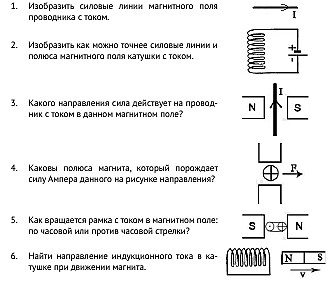 1. Изобразить силовые линии магнитного поля
проводника с током.
I
2. Изобразить как можно точнее силовые линии и
полюса магнитного поля катушки с током.
+
−
3. Какого направления сила действует на провод-
ник с током в данном магнитном поле?
I
N S
4. Каковы полюса магнита, который порождает
силу Ампера данного на рисунке направления?
F
5. Как вращается рамка с током в магнитном поле:
по часовой или против часовой стрелки?
S N
6. Найти направление индукционного тока в ка-
тушке при движении магнита.
N S
v